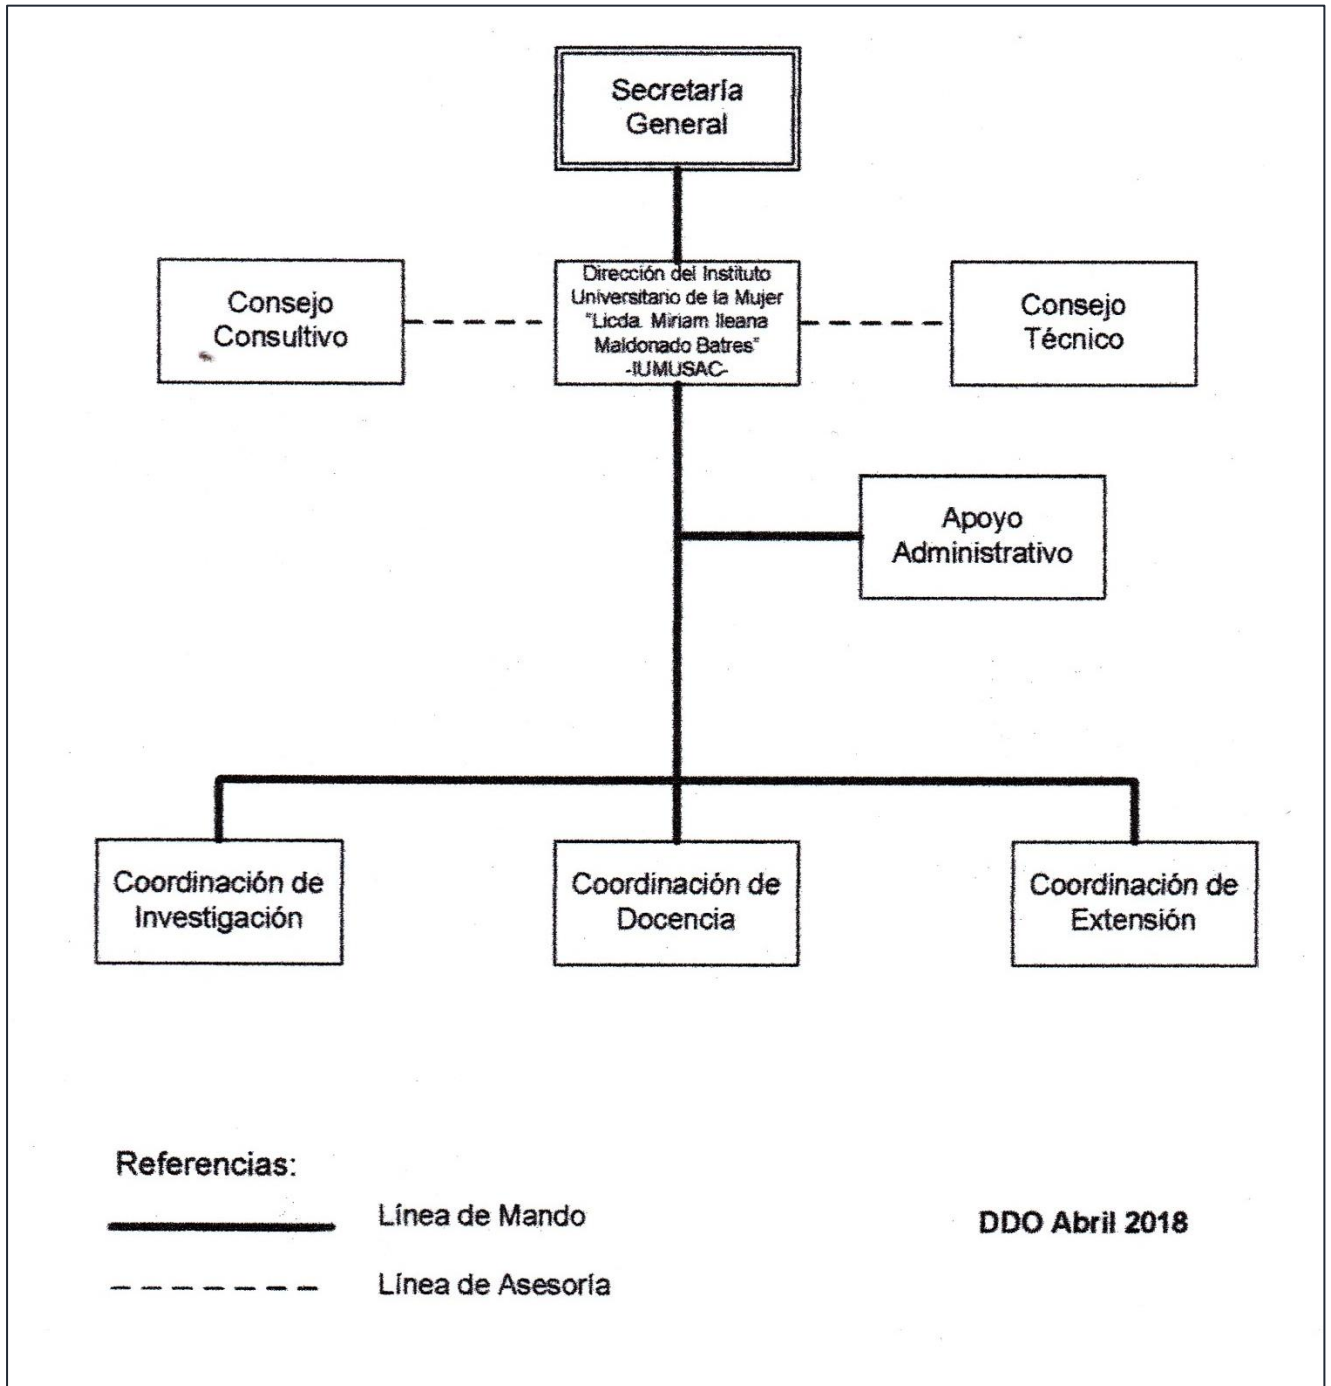 Secretaría
General
Consejo
Consultivo
Dirección del Instituto
Universitario de la Mujer
"Licda. Miriam Ileana
Maldonado Batres"
-IUMUSAC-
Consejo
Técnico
Apoyo
Administrativo
Coordinación de
Investigación
Coordinación de
Docencia
Coordinación de
Extensión
Referencias:
Línea de Mando
DDO Abril 2018
Línea de Asesoría